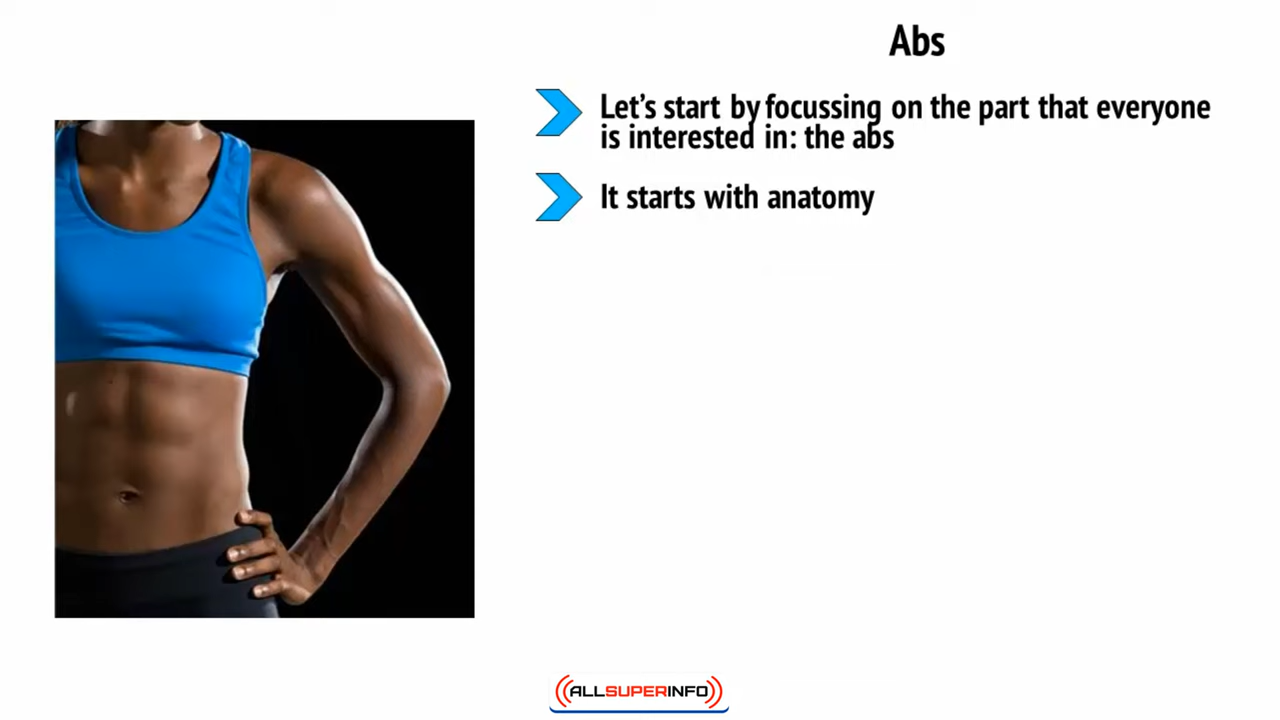 Abs
Let's start by focussing on the part that everyone
is interested in: the abs
It starts with anatomy
ALLSUPERINFO